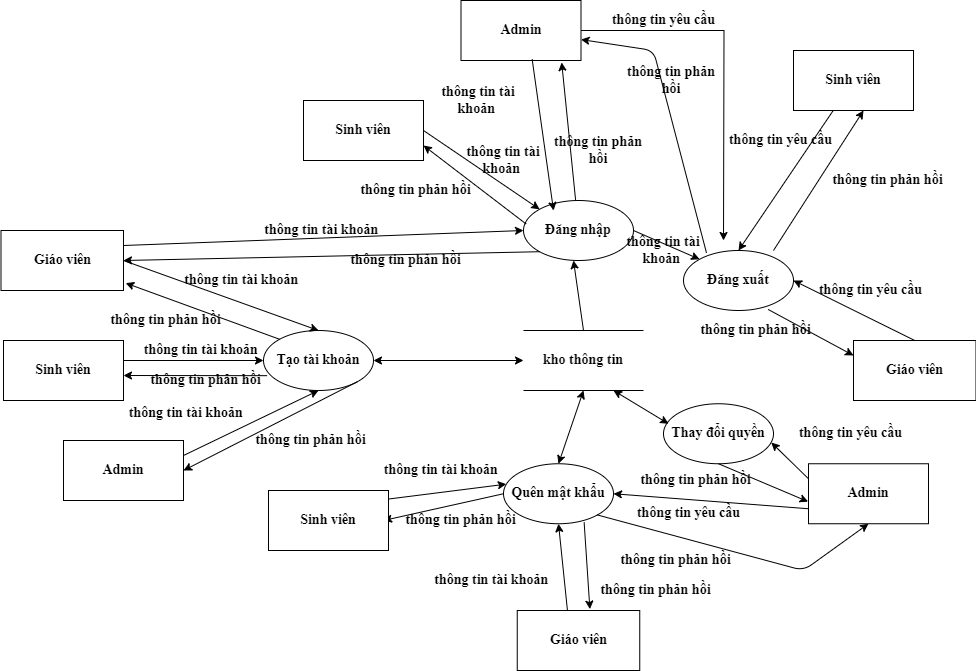 Admin
thông tin yêu cầu
thông tin phản
hồi
Sinh viên
thông tin tài
khoản
Sinh viên
thông tin yêu cầu
thông tin phản
hồi
thông tin tài
khoản
thông tin phản hồi
thông tin phản hồi
Đăng nhập
thông tin tài khoản
thông tin tài
khoản
Giáo viên
thông tin phản hồi
thông tin tài khoản
Đăng xuất
thông tin yêu cầu
thông tin phản hồi
thông tin phản hồi
thông tin tài khoản
Tạo tài khoản
kho thông tin
Sinh viên
thông tin phản hồi
Giáo viên
thông tin tài khoản
Thay đổi quyền
thông tin yêu cầu
thông tin phản hồi
Admin
thông tin tài khoản
thông tin phản hồi
Quên mật khẩu
Admin
thông tin yêu cầu
Sinh viên
thông tin phản hồi
thông tin phản hồi
thông tin tài khoản
thông tin phản hồi
Giáo viên